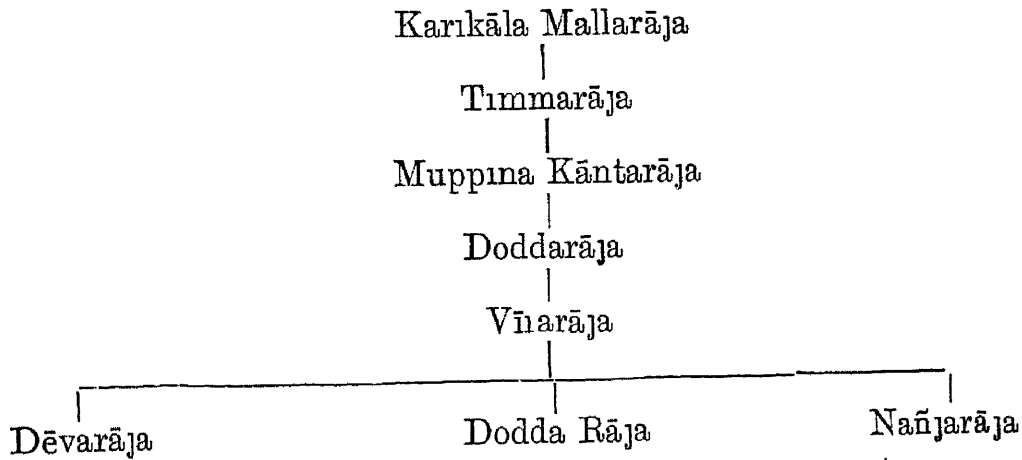 Karikāla Mallarāja
Timmarāja
Muppina Kāntarāja
Doddarāja
Vīrarāja
Dēvarāja Dodda Rāja Nañjarāja